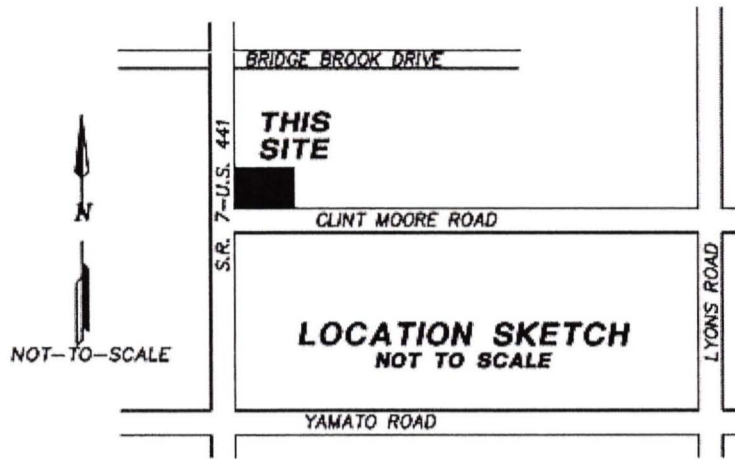 BRIDGE BROOK DRIVE
THIS
SITE
S.R. 7-U.S. 441
N
CLINT MOORE ROAD
LYONS ROAD
NOT-TO-SCALE
LOCATION SKETCH
NOT TO SCALE
YAMATO ROAD